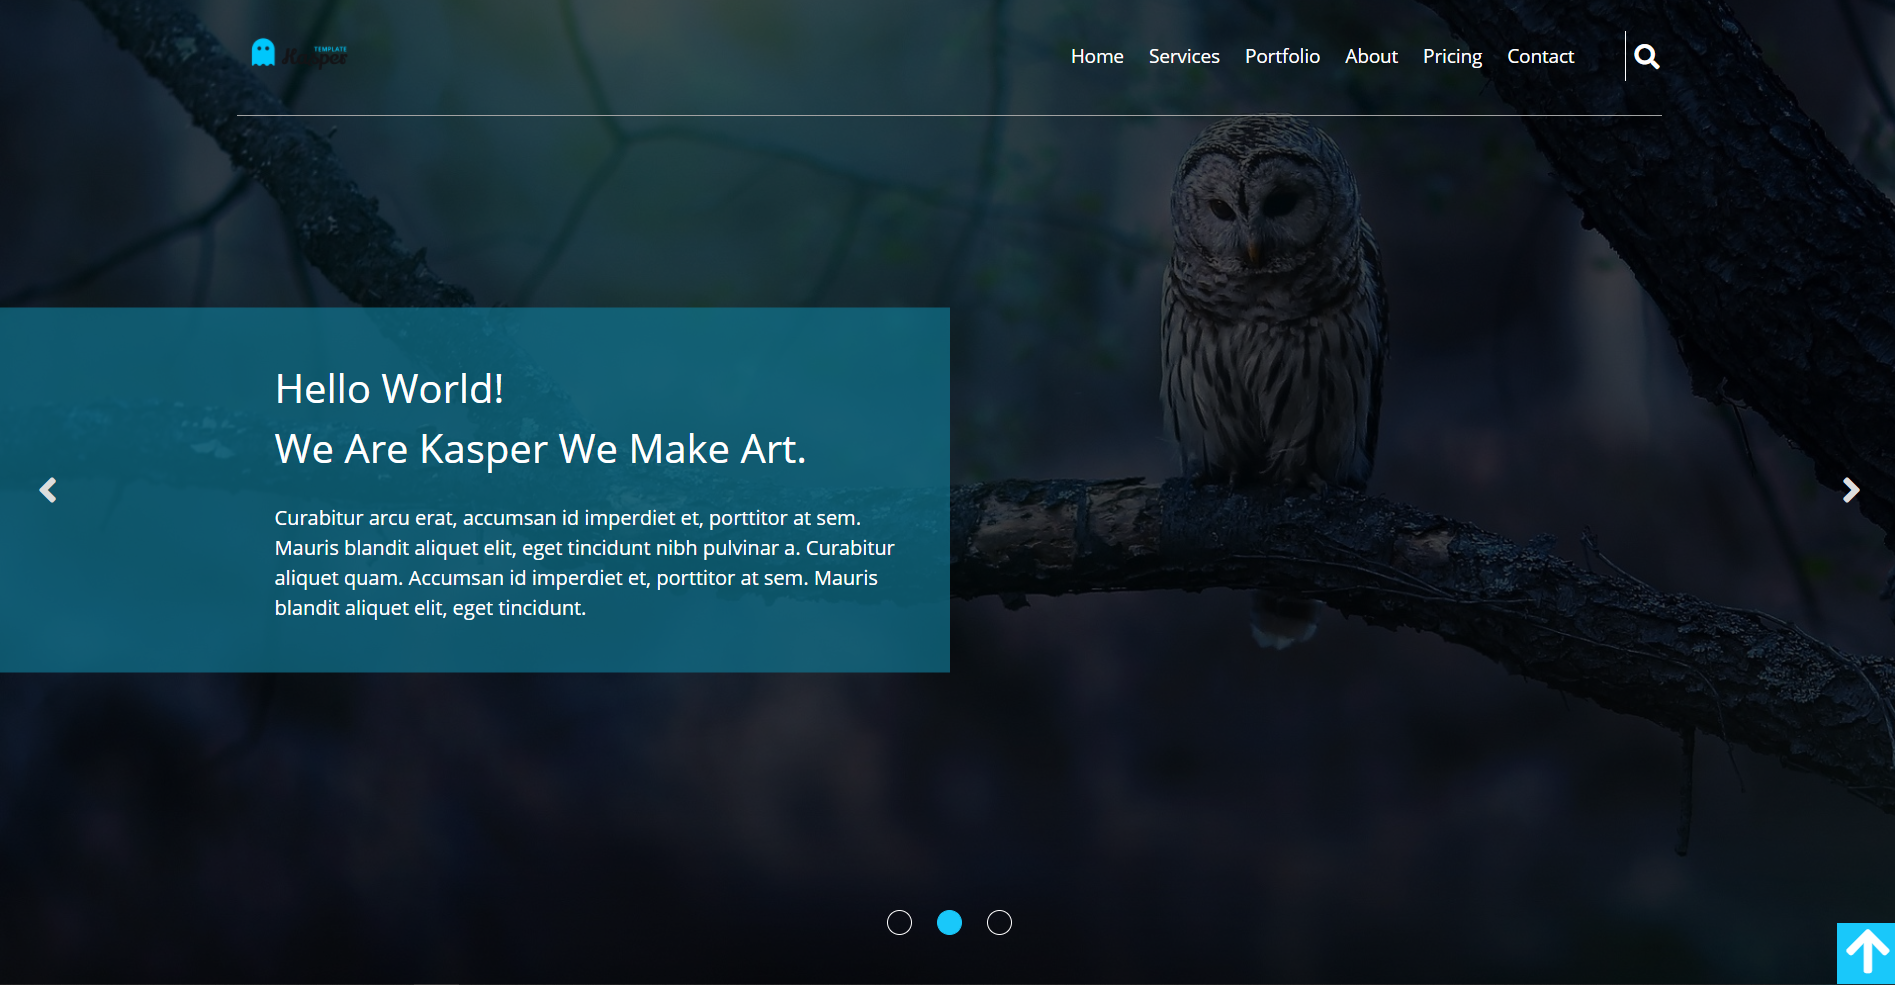 TEMPLATE
Kasper
Home Services Portfolio About Pricing Contact
Hello World!
We Are Kasper We Make Art.
Curabitur arcu erat, accumsan id imperdiet et, porttitor at sem.
Mauris blandit aliquet elit, eget tincidunt nibh pulvinar a. Curabitur
aliquet quam. Accumsan id imperdiet et, porttitor at sem. Mauris
blandit aliquet elit, eget tincidunt.